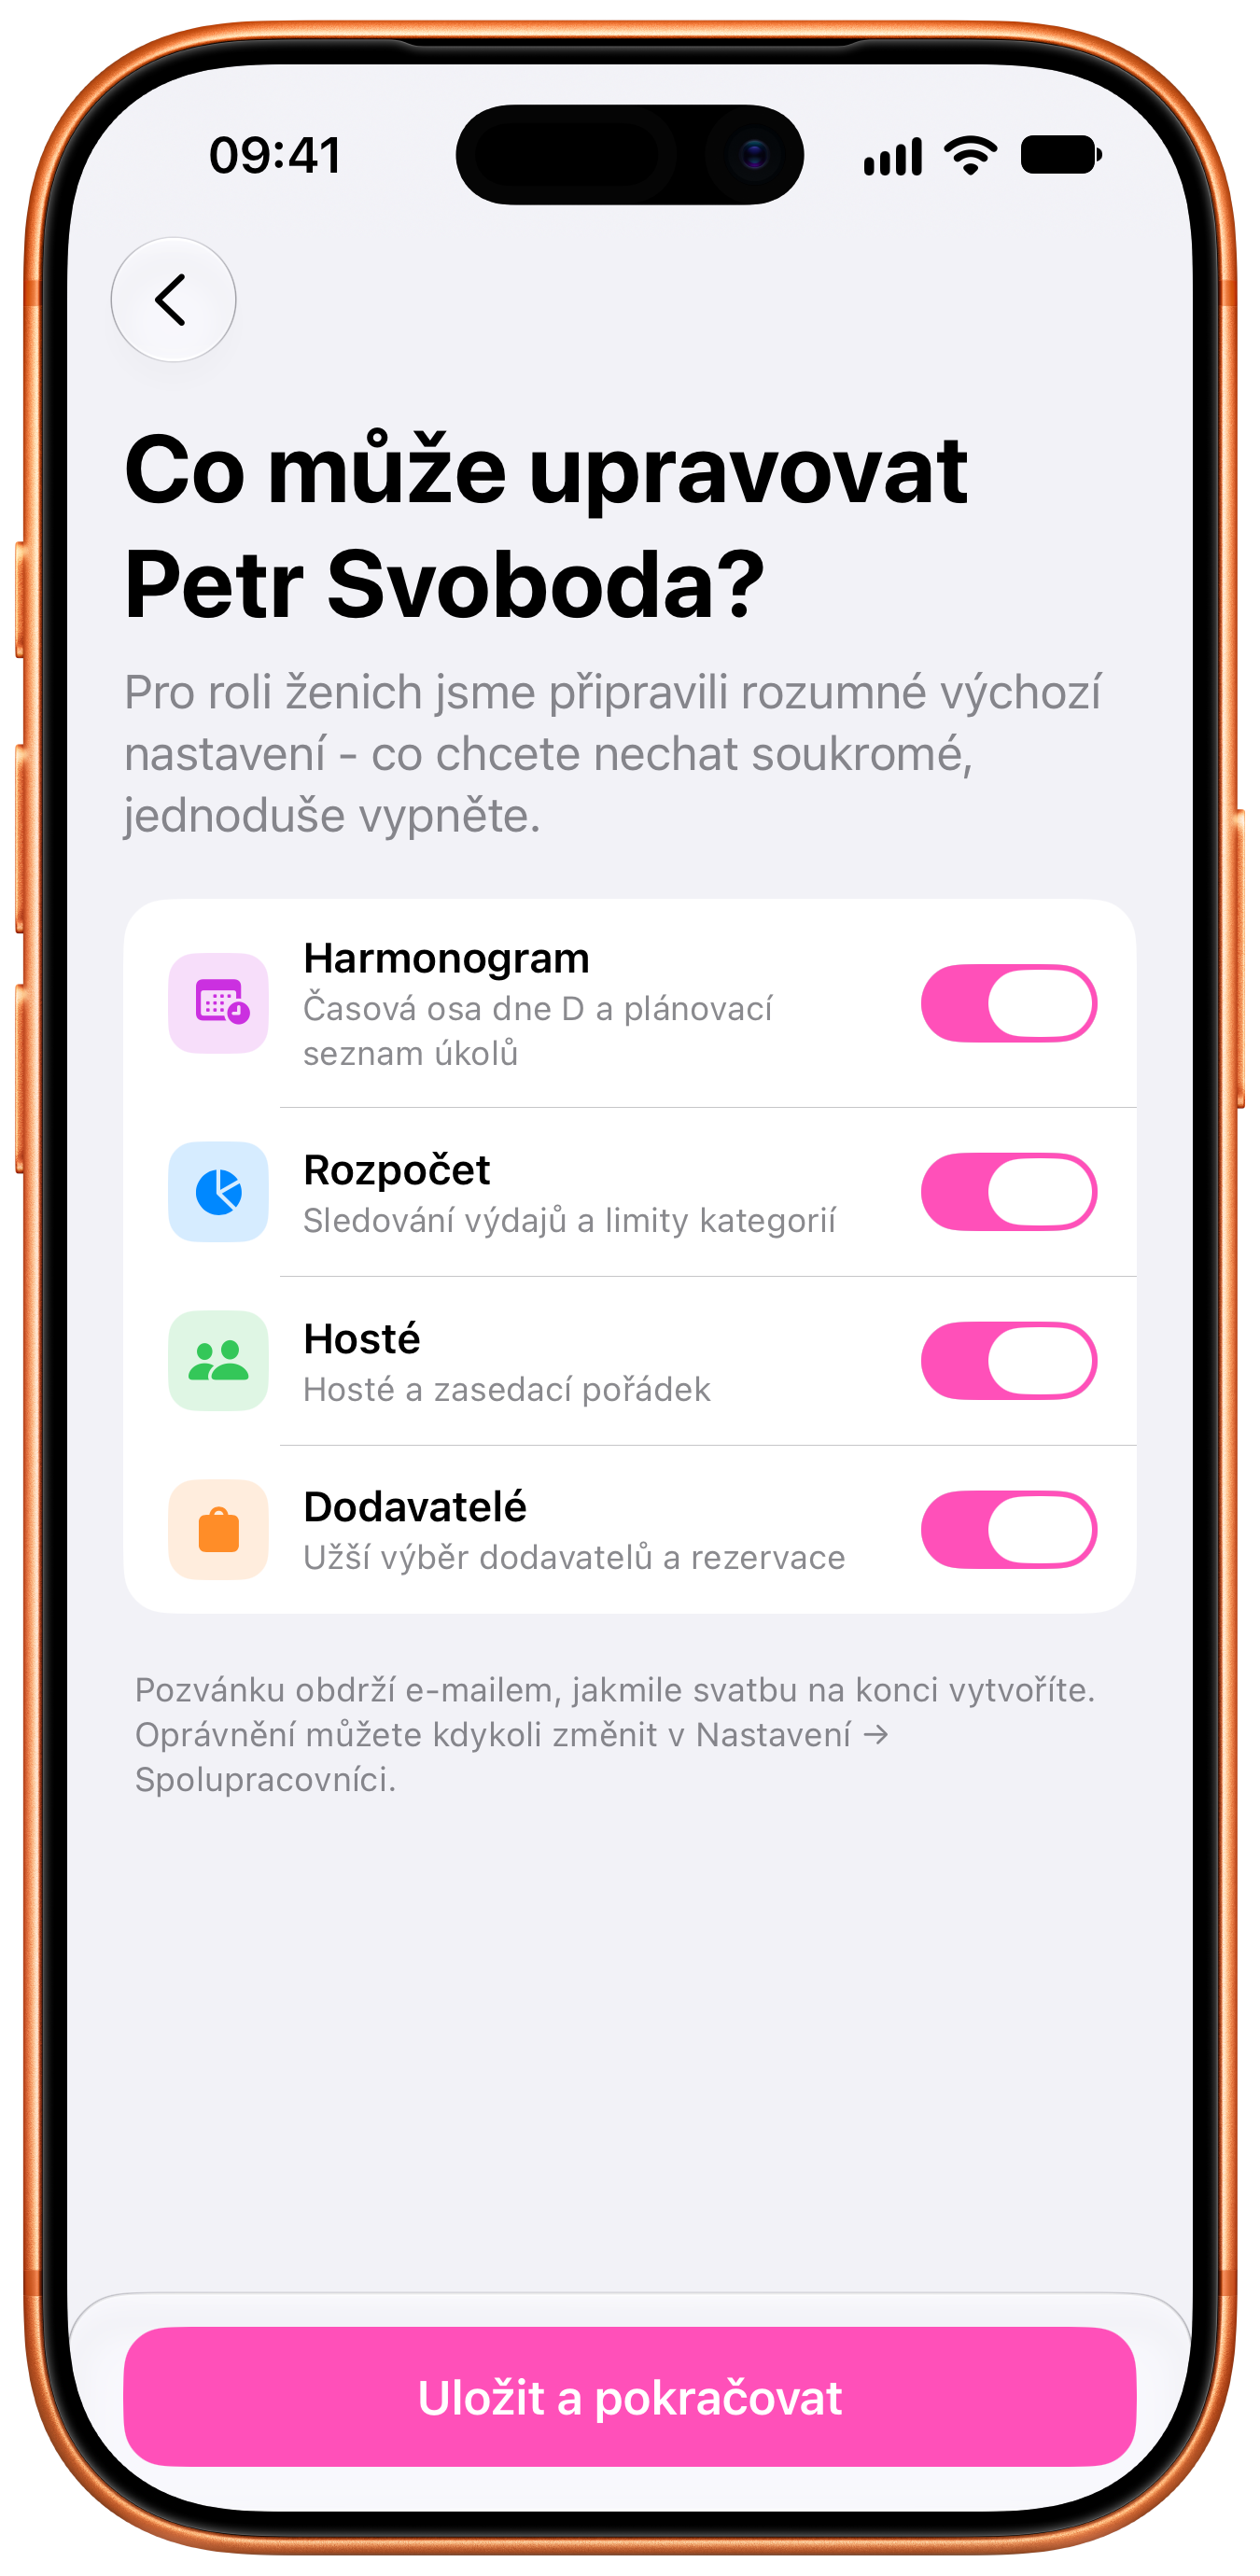 09:41
Co může upravovat
Petr Svoboda?
Pro roli ženich jsme připravili rozumné výchozí
nastavení - co chcete nechat soukromé,
jednoduše vypněte.
Harmonogram
Časová osa dne D a plánovací
seznam úkolů
Rozpočet
Sledování výdajů a limity kategorií
Hosté
Hosté a zasedací pořádek
Dodavatelé
Užší výběr dodavatelů a rezervace
Pozvánku obdrží e-mailem, jakmile svatbu na konci vytvoříte.
Oprávnění můžete kdykoli změnit v Nastavení →
Spolupracovníci.
Uložit a pokračovat